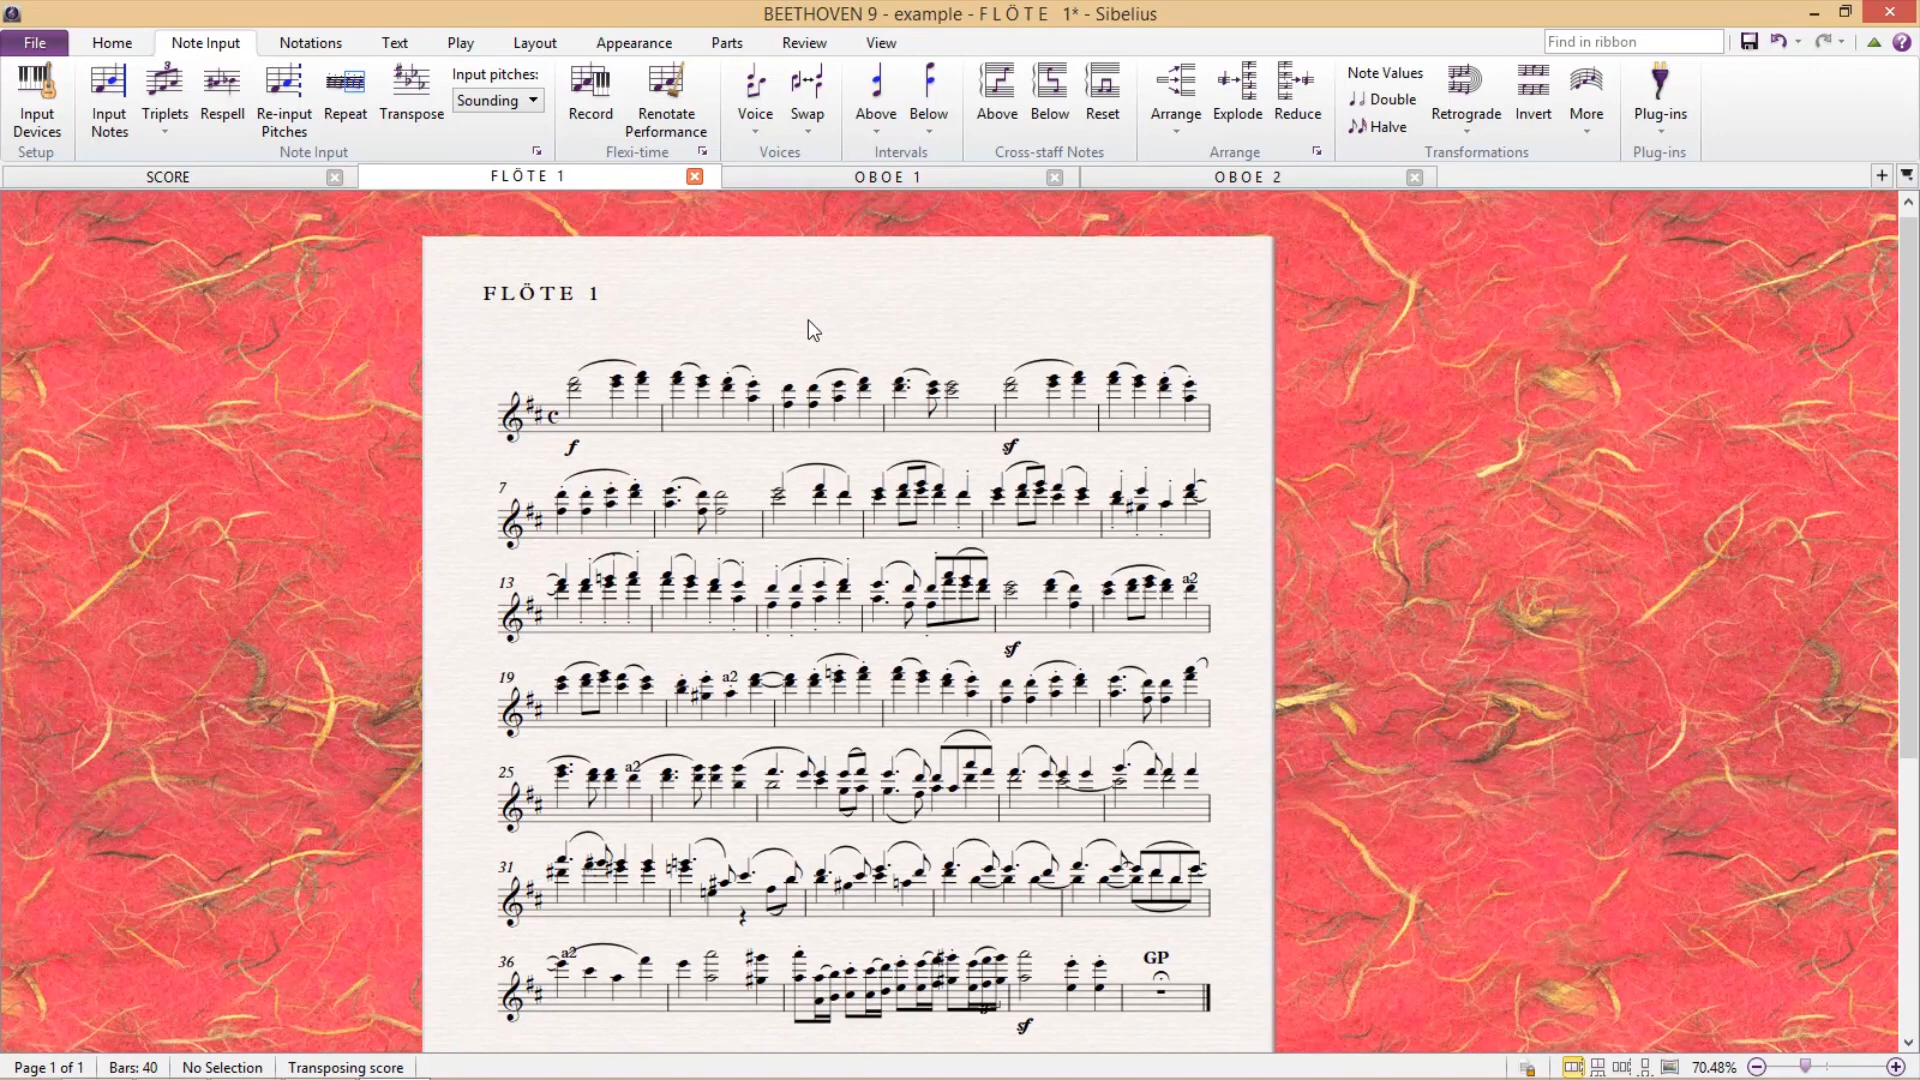 BEETHOVEN 9 - example - F L Ö T E   1* - Sibelius
File Home Note Input Notations Text Play Layout Appearance Parts Review View Find in ribbon
Input Devices
Input Notes
Triplets
Respell
Re-input Pitches
Repeat
Transpose
Input pitches:
Sounding
Record
Renotate Performance
Voice
Swap
Above
Below
Above
Below
Reset
Arrange
Explode
Reduce
Note Values
Double
Halve
Retrograde
Invert
More
Plug-ins
Setup Note Input Flexi-time Voices Intervals Cross-staff Notes Arrange Transformations Plug-ins
SCORE F L Ö T E 1 O B O E 1 O B O E 2
FLÖTE 1
f sf
7
13 a2
sf
19 a2
25 a2
31
36 a2 GP
sf
Page 1 of 1 Bars: 40 No Selection Transposing score 70.48%